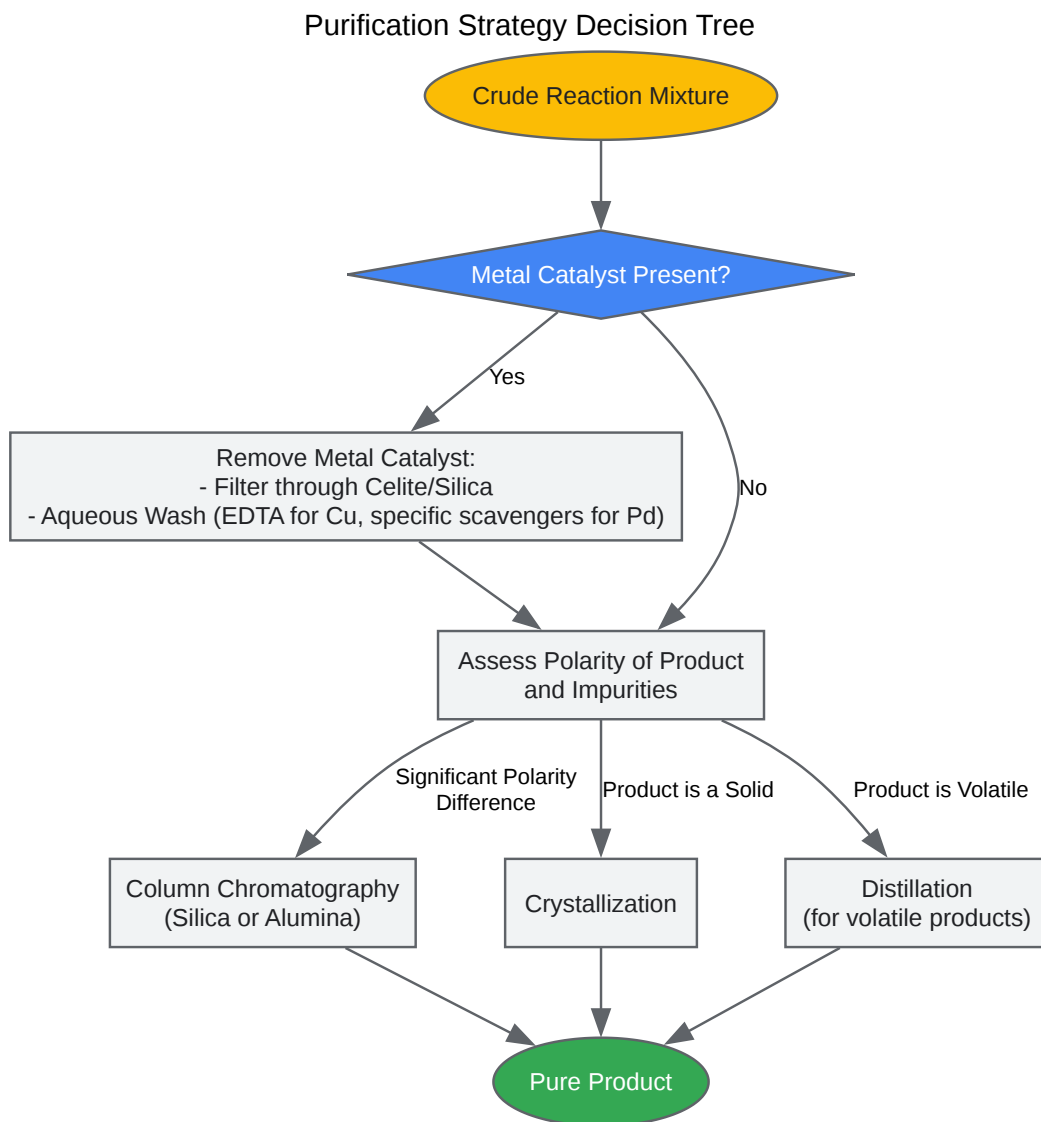 Purification Strategy Decision Tree
Crude Reaction Mixture
Metal Catalyst Present?
Yes
Remove Metal Catalyst:
- Filter through Celite/Silica
- Aqueous Wash (EDTA for Cu, specific scavengers for Pd)
No
Assess Polarity of Product
and Impurities
Significant Polarity
Difference
Product is a Solid
Product is Volatile
Column Chromatography
(Silica or Alumina)
Crystallization
Distillation
(for volatile products)
Pure Product